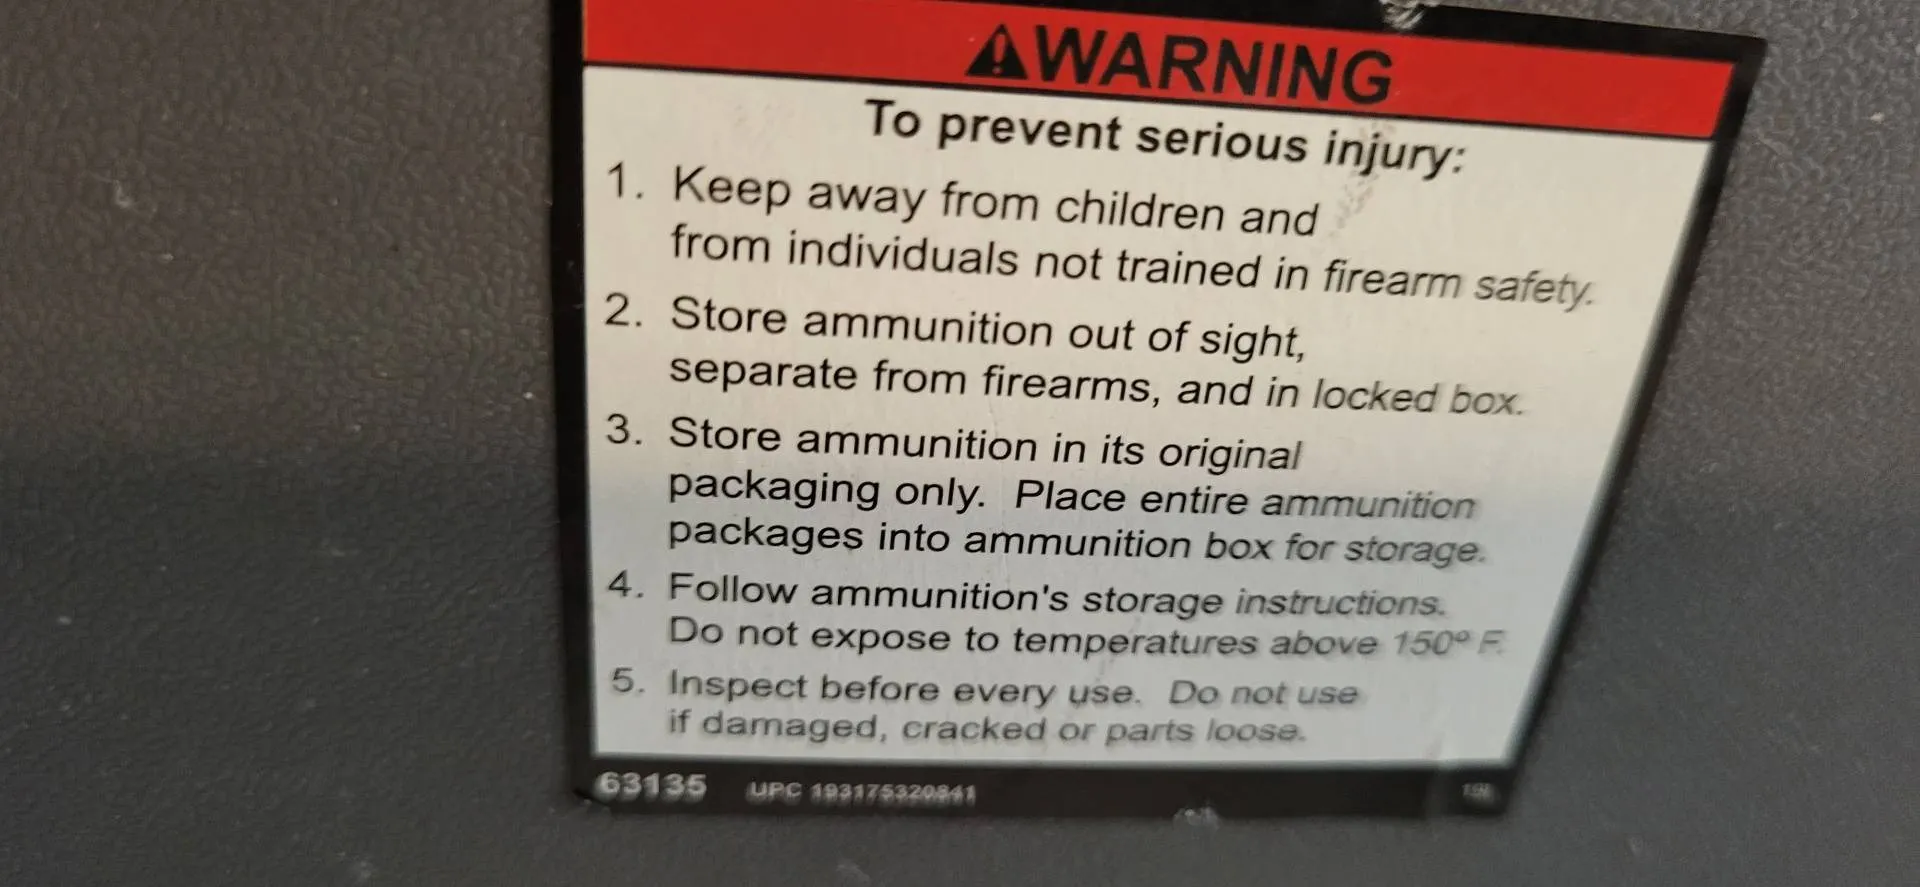 WARNING
To prevent serious injury:
1. Keep away from children and
from individuals not trained in firearm safety.
2. Store ammunition out of sight,
separate from firearms, and in locked box.
3. Store ammunition in its original
packaging only. Place entire ammunition
packages into ammunition box for storage.
4. Follow ammunition's storage instructions.
Do not expose to temperatures above 150º F.
5. Inspect before every use. Do not use
if damaged, cracked or parts loose.
63135 UPC 193175320841